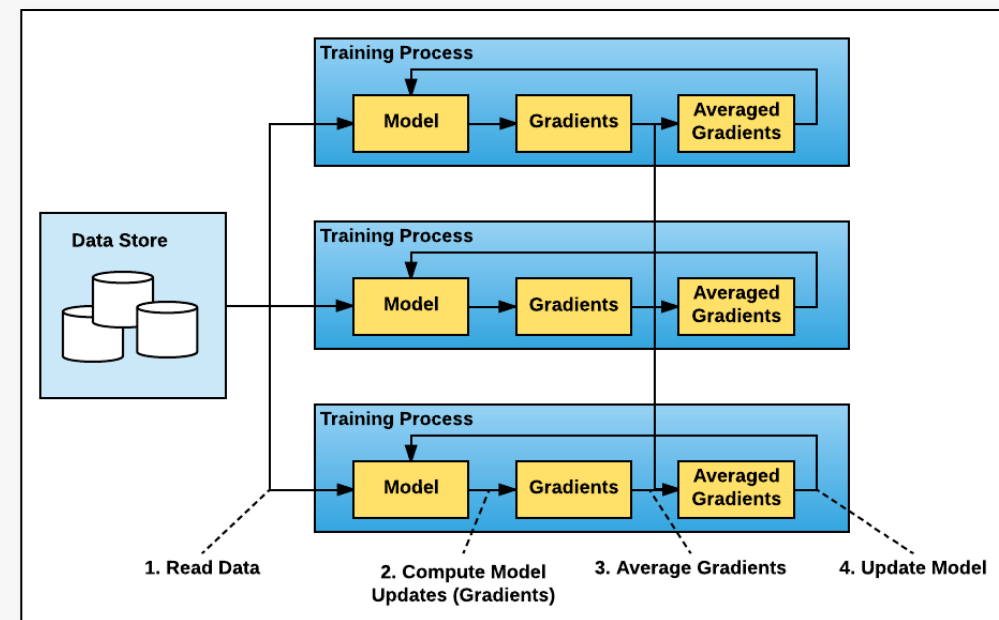 Training Process
Model
Gradients
Averaged
Gradients
Data Store
Training Process
Model
Gradients
Averaged
Gradients
Training Process
Model
Gradients
Averaged
Gradients
1. Read Data
2. Compute Model
Updates (Gradients)
3. Average Gradients
4. Update Model